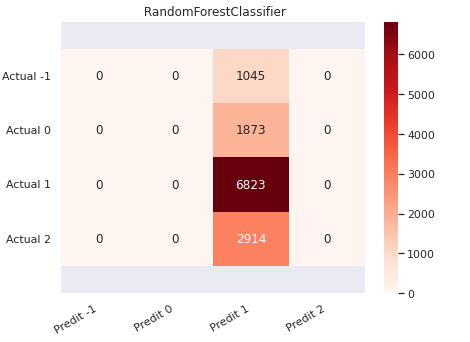 RandomForestClassifier
Actual -1 0 0 1045 0
Actual 0 0 0 1873 0
Actual 1 0 0 6823 0
Actual 2 0 0 2914 0
Predit -1 Predit 0 Predit 1 Predit 2
6000
5000
4000
3000
2000
1000
0